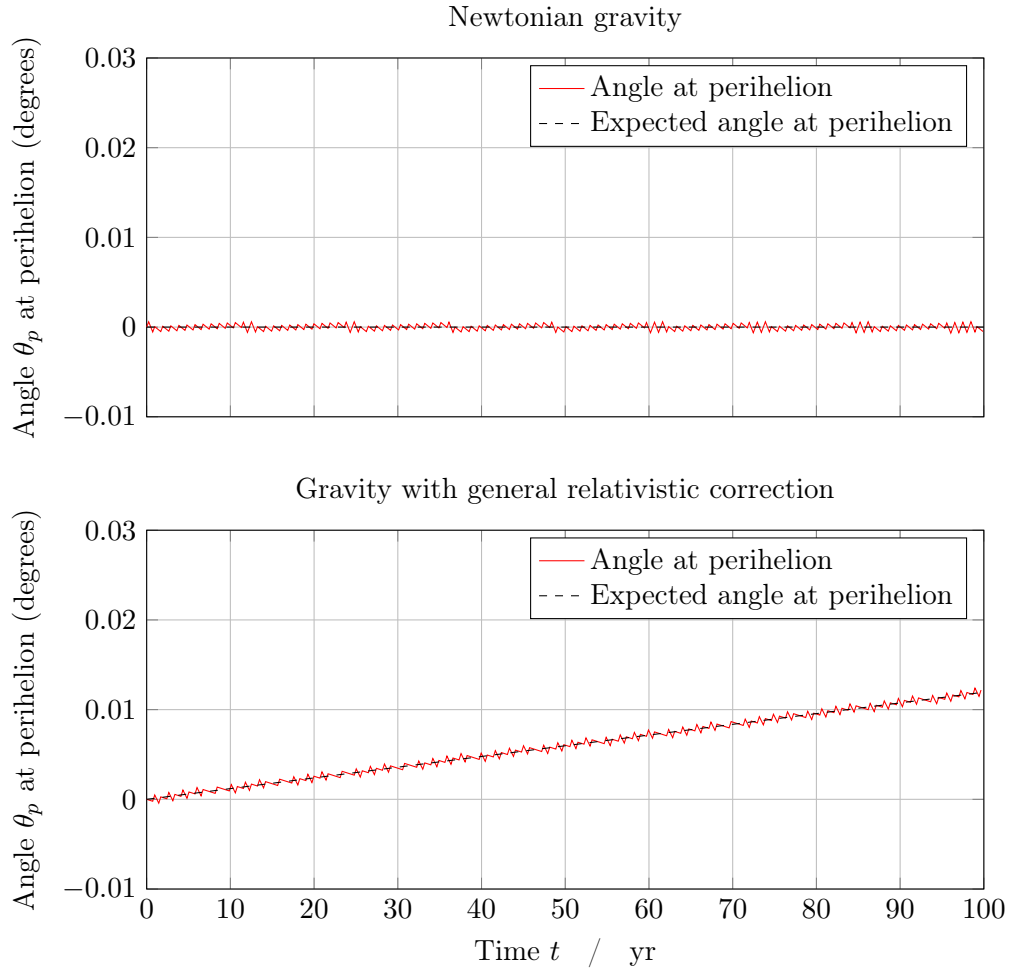 Newtonian gravity
Angle θp at perihelion (degrees)
0.03
0.02
0.01
0
−0.01
Angle at perihelion
Expected angle at perihelion
Gravity with general relativistic correction
Angle θp at perihelion (degrees)
0.03
0.02
0.01
0
−0.01
Angle at perihelion
Expected angle at perihelion
0 10 20 30 40 50 60 70 80 90 100
Time t / yr